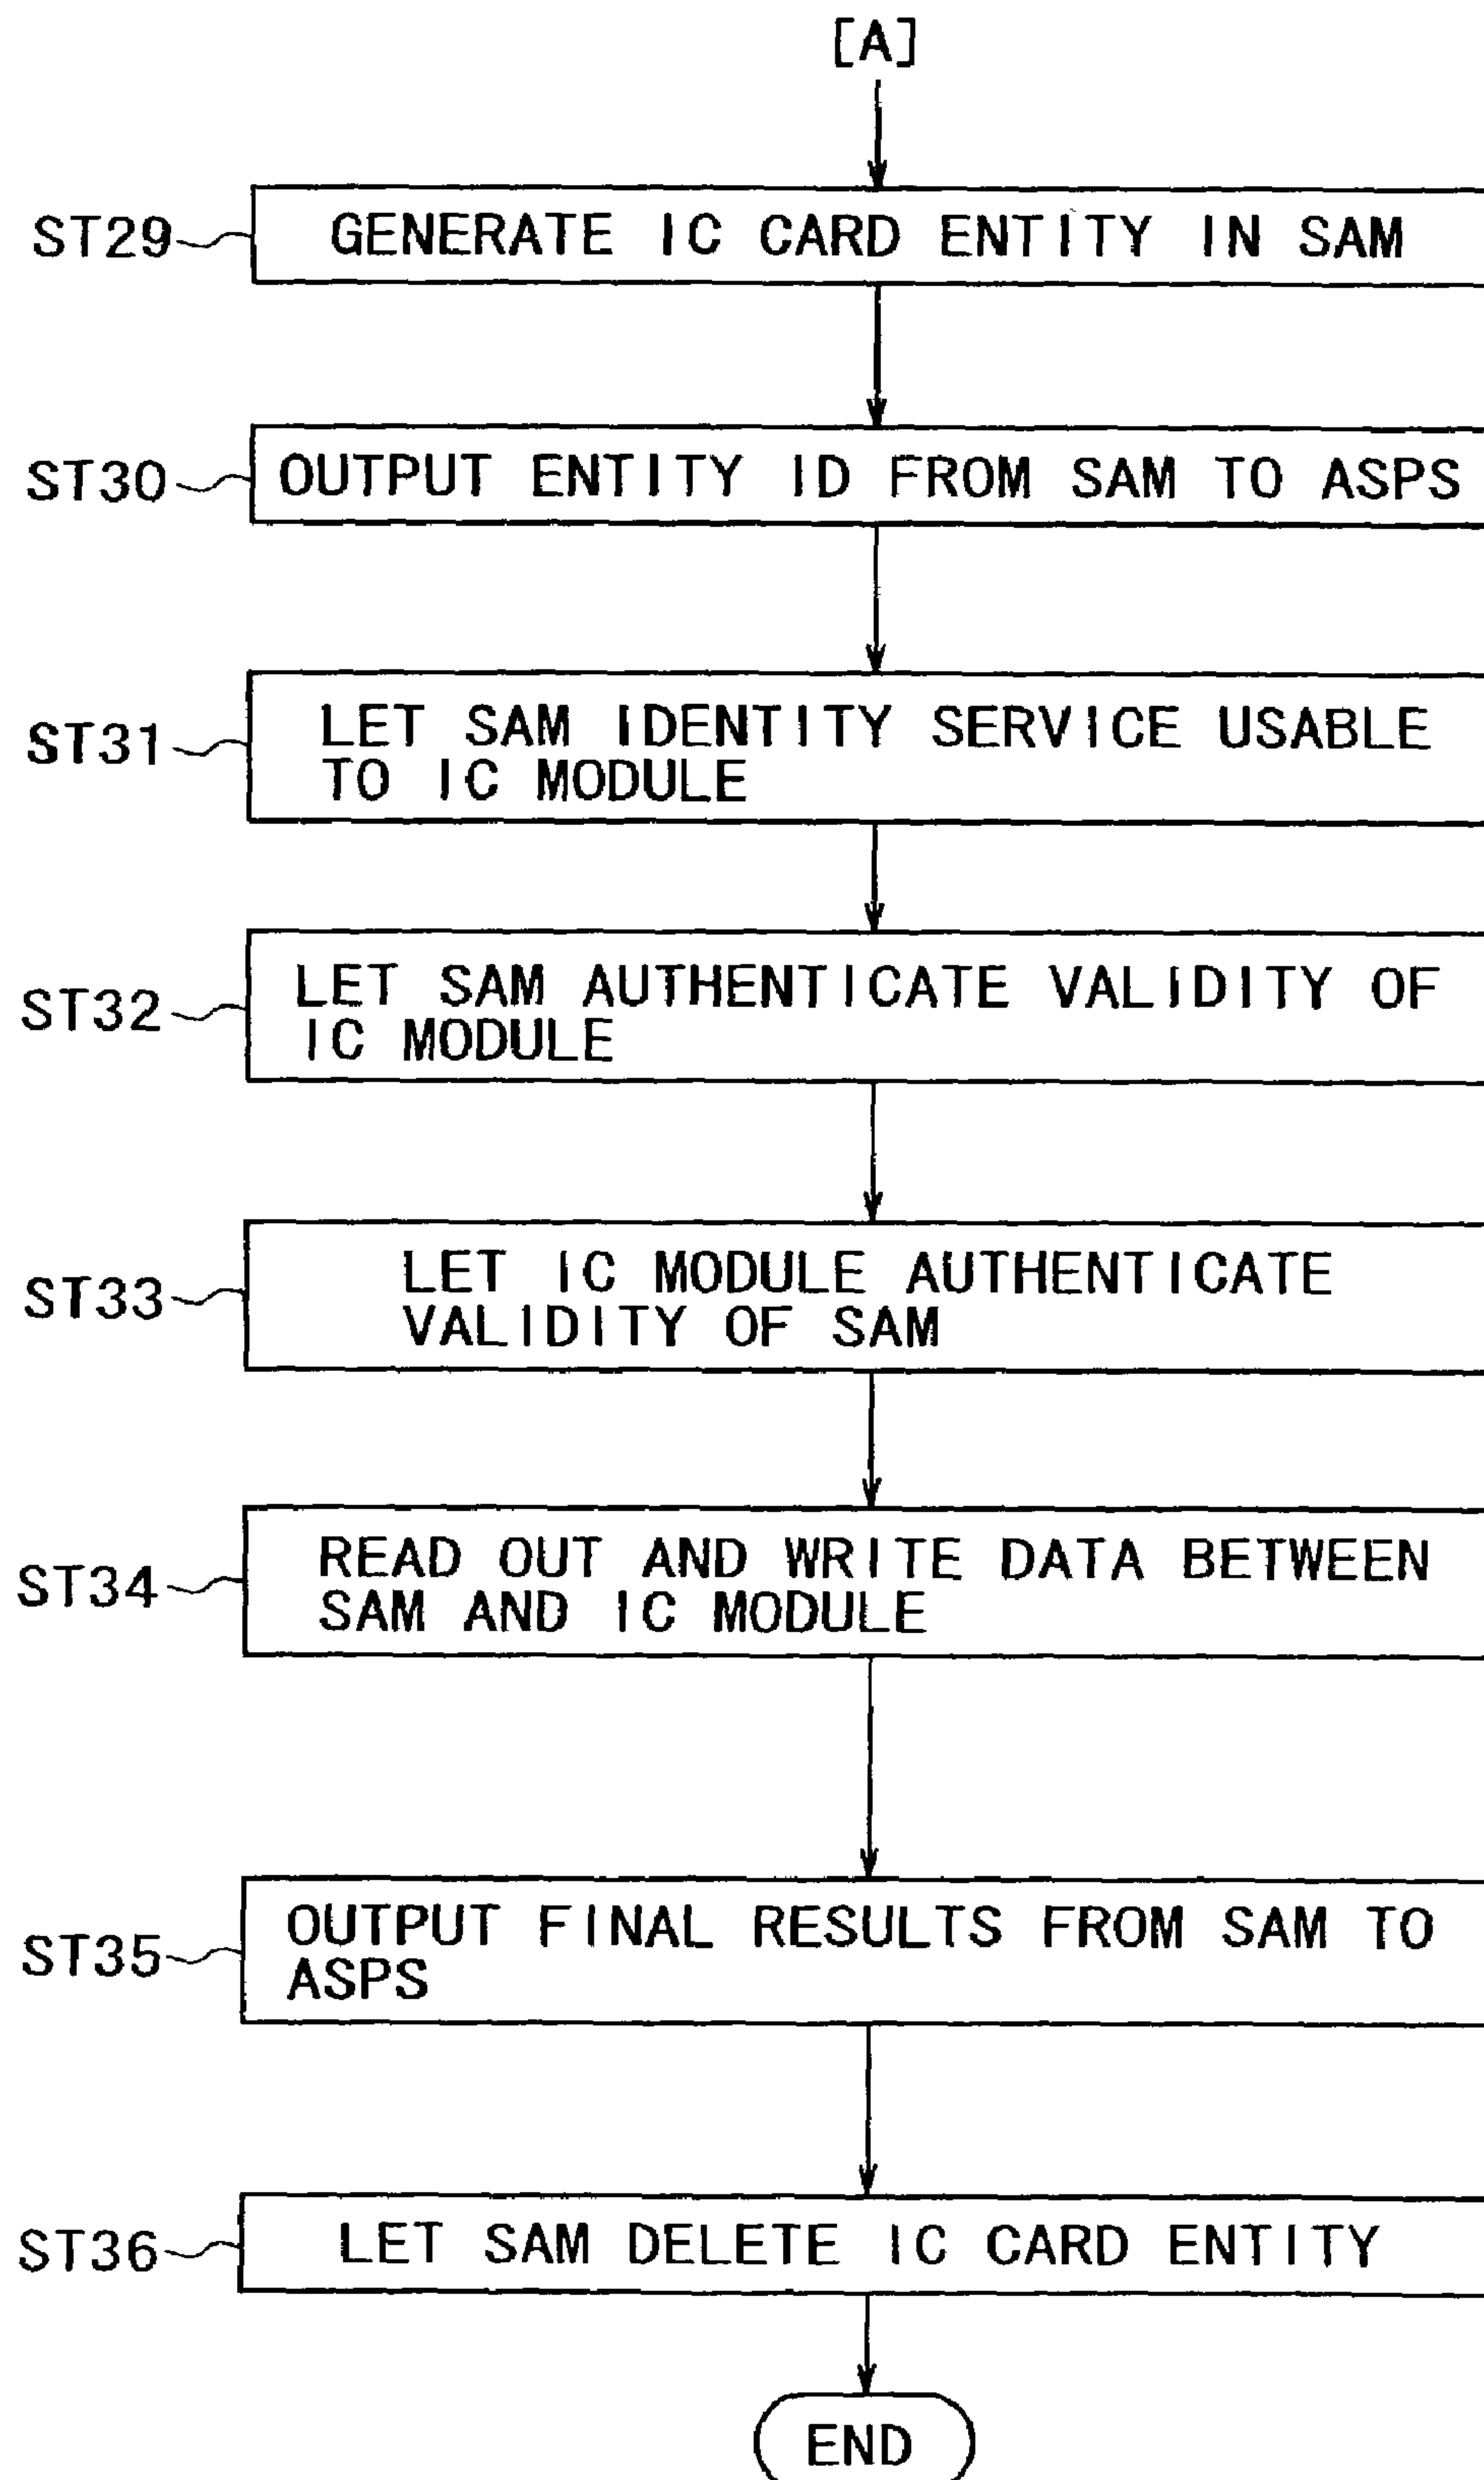 [A]
ST29
GENERATE IC CARD ENTITY IN SAM
ST30
OUTPUT ENTITY ID FROM SAM TO ASPS
ST31
LET SAM IDENTITY SERVICE USABLE
TO IC MODULE
ST32
LET SAM AUTHENTICATE VALIDITY OF
IC MODULE
ST33
LET IC MODULE AUTHENTICATE
VALIDITY OF SAM
ST34
READ OUT AND WRITE DATA BETWEEN
SAM AND IC MODULE
ST35
OUTPUT FINAL RESULTS FROM SAM TO
ASPS
ST36
LET SAM DELETE IC CARD ENTITY
END